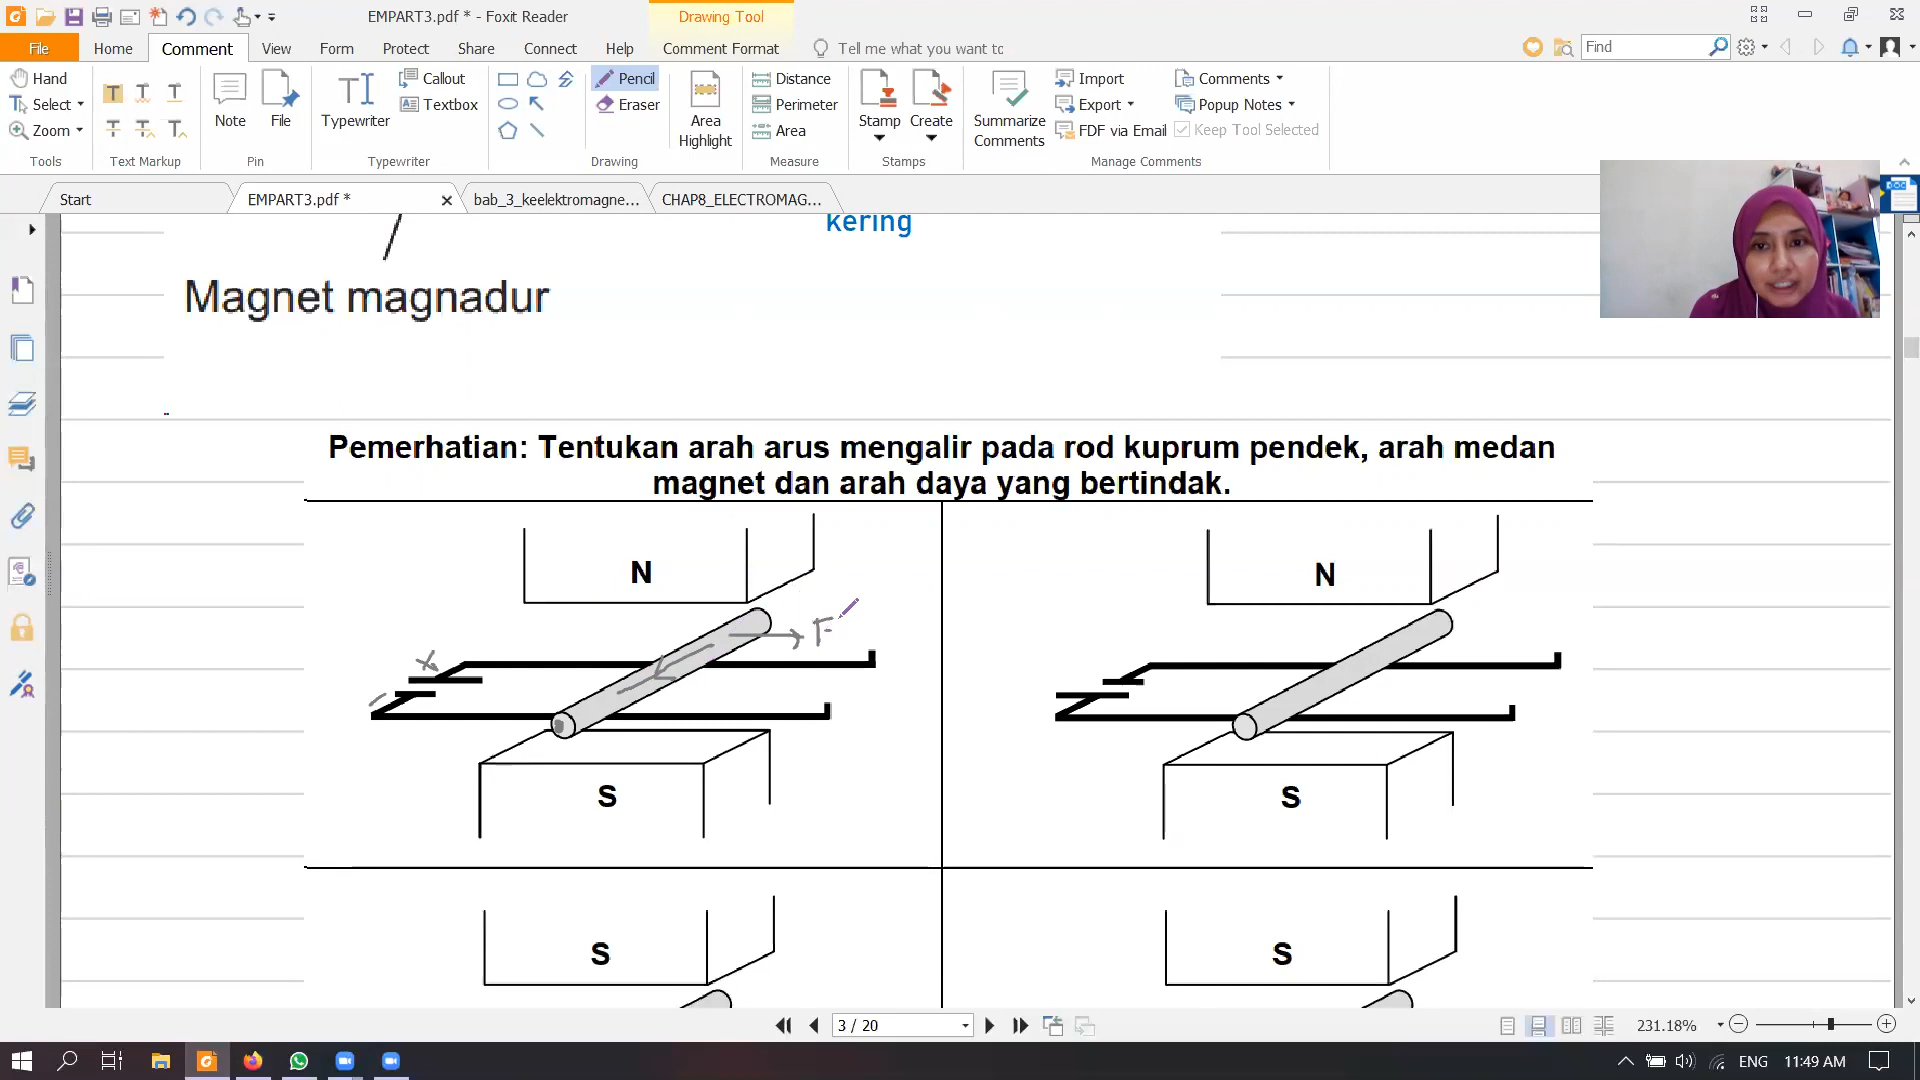 EMPART3.pdf * - Foxit Reader
Drawing Tool
File Home Comment View Form Protect Share Connect Help Comment Format Tell me what you want to Find
Hand
Select
Zoom
Tools
Text Markup
Note
File
Pin
Typewriter
Callout
Textbox
Typewriter
Pencil
Eraser
Area Highlight
Drawing
Distance
Perimeter
Area
Measure
Stamp
Create
Stamps
Summarize Comments
Import
Export
FDF via Email
Comments
Popup Notes
Keep Tool Selected
Manage Comments
Start
EMPART3.pdf *
bab_3_keelektromagne...
CHAP8_ELECTROMAG...
DOC
kering
Magnet magnadur
Pemerhatian: Tentukan arah arus mengalir pada rod kuprum pendek, arah medan
magnet dan arah daya yang bertindak.
N
F
S
N
S
S
S
3 / 20
231.18%
ENG
11:49 AM